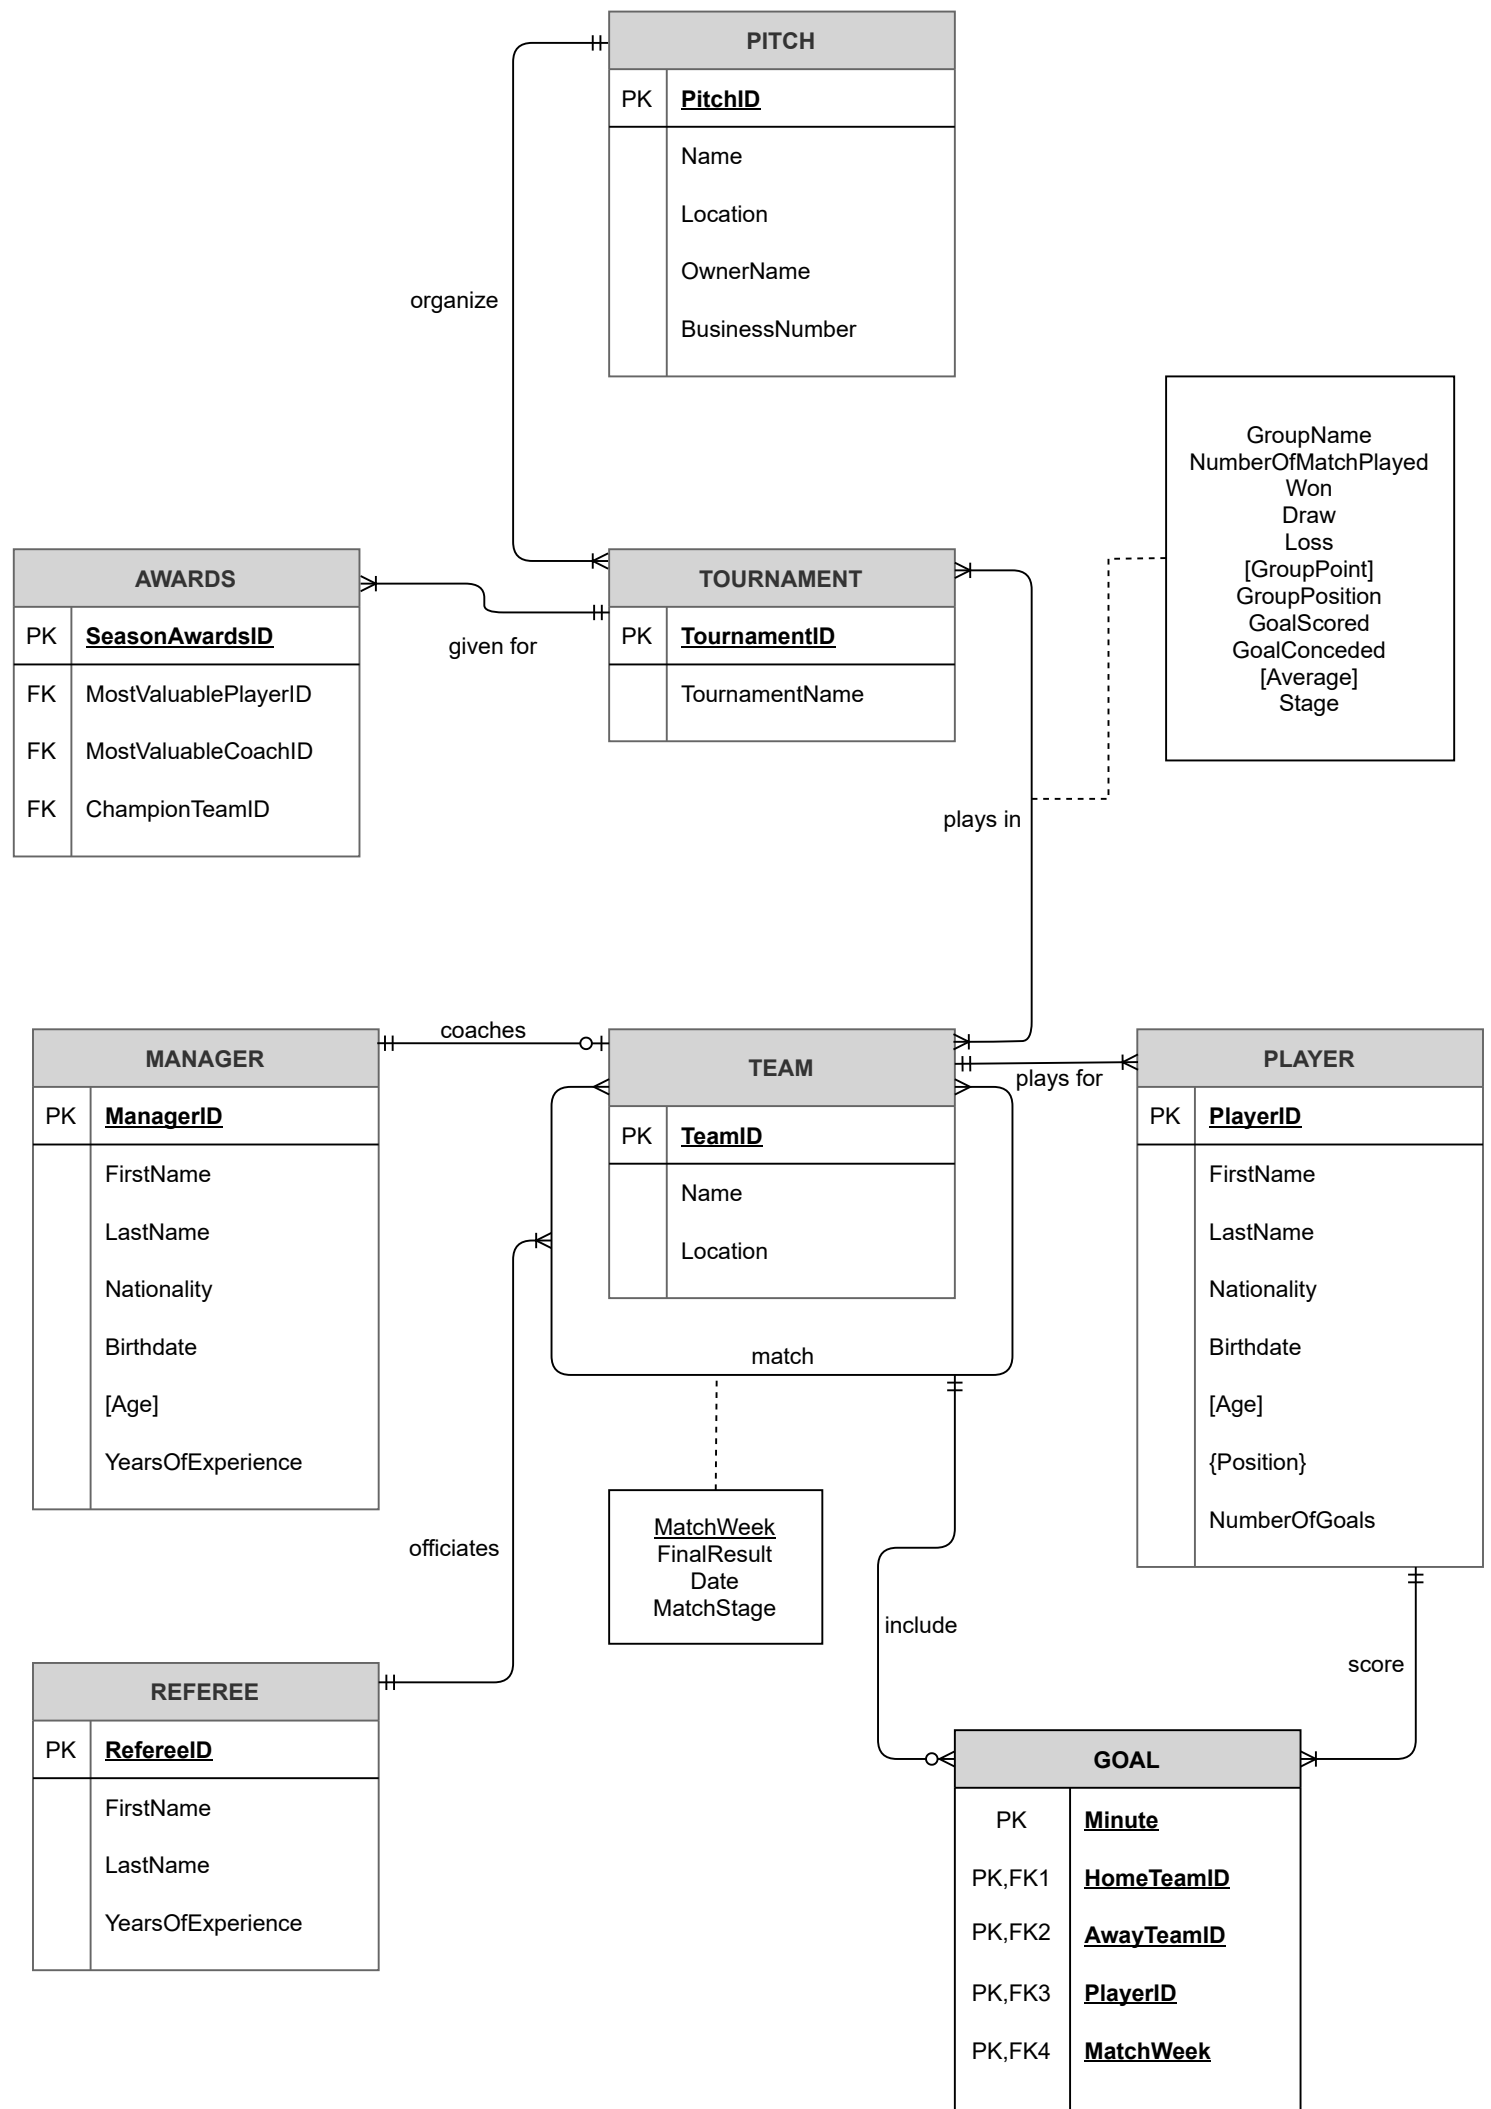 PITCH
PK PitchID
Name
Location
OwnerName
BusinessNumber
organize
GroupName
NumberOfMatchPlayed
Won
Draw
Loss
[GroupPoint]
GroupPosition
GoalScored
GoalConceded
[Average]
Stage
AWARDS
PK SeasonAwardsID
FK MostValuablePlayerID
FK MostValuableCoachID
FK ChampionTeamID
given for
TOURNAMENT
PK TournamentID
TournamentName
plays in
MANAGER
PK ManagerID
FirstName
LastName
Nationality
Birthdate
[Age]
YearsOfExperience
coaches
TEAM
PK TeamID
Name
Location
plays for
PLAYER
PK PlayerID
FirstName
LastName
Nationality
Birthdate
[Age]
{Position}
NumberOfGoals
match
MatchWeek
FinalResult
Date
MatchStage
officiates
include
score
REFEREE
PK RefereeID
FirstName
LastName
YearsOfExperience
GOAL
PK Minute
PK,FK1 HomeTeamID
PK,FK2 AwayTeamID
PK,FK3 PlayerID
PK,FK4 MatchWeek